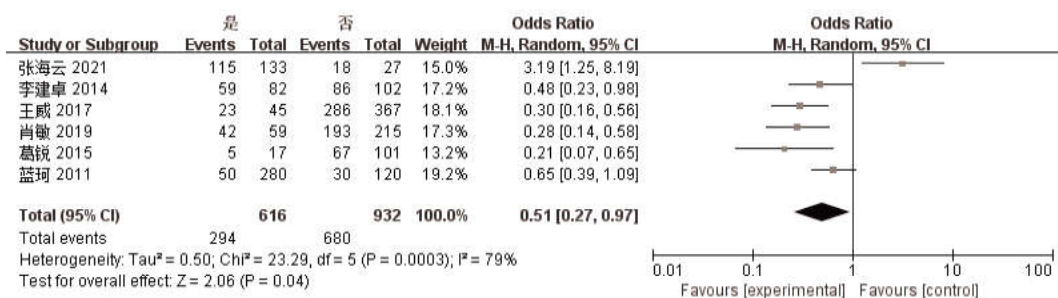 是 否 Odds Ratio Odds Ratio
Study or Subgroup Events Total Events Total Weight M-H, Random, 95% CI M-H, Random, 95% CI
张海云 2021 115 133 18 27 15.0% 3.19 [1.25, 8.19]
李建卓 2014 59 82 86 102 17.2% 0.48 [0.23, 0.98]
王威 2017 23 45 286 367 18.1% 0.30 [0.16, 0.56]
肖敏 2019 42 59 193 215 17.3% 0.28 [0.14, 0.58]
葛锐 2015 5 17 67 101 13.2% 0.21 [0.07, 0.65]
蓝珂 2011 50 280 30 120 19.2% 0.65 [0.39, 1.09]
Total (95% CI) 616 932 100.0% 0.51 [0.27, 0.97]
Total events 294 680
Heterogeneity: Tau² = 0.50; Chi² = 23.29, df = 5 (P = 0.0003); I² = 79%
Test for overall effect: Z = 2.06 (P = 0.04)
0.01 0.1 1 10 100
Favours [experimental] Favours [control]